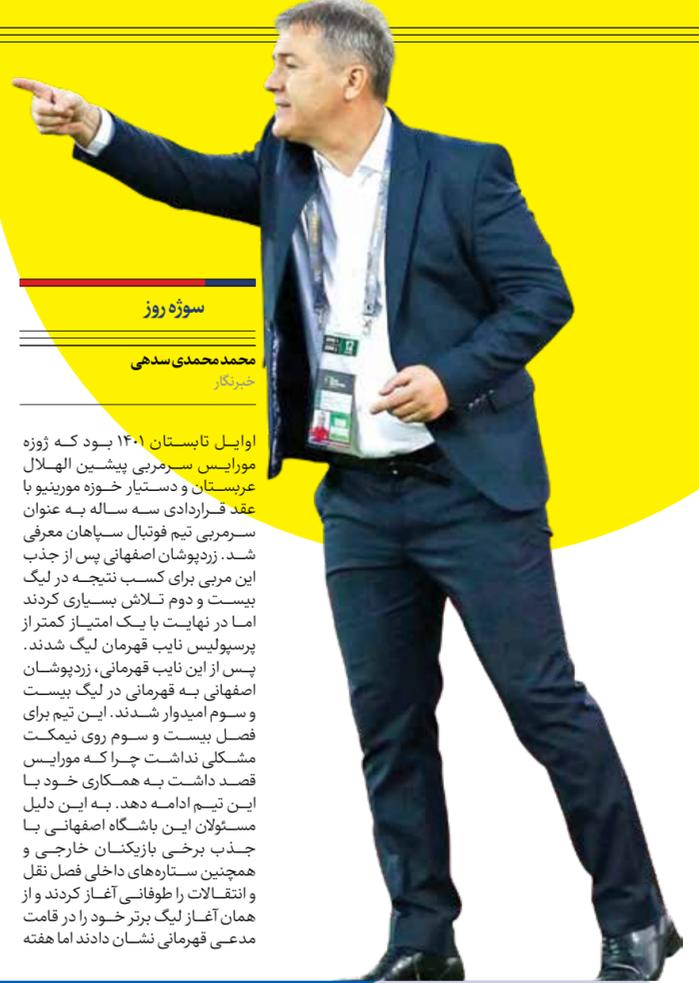 سوژه روز
محمد محمدی سدهی
خبرنگار
اوایل تابستان ۱۴۰۱ بود که ژوزه
مورایس سرمربی پیشین الهلال
عربستان و دستیار خوزه مورینیو با
عقد قراردادی سه ساله به عنوان
سرمربی تیم فوتبال سپاهان معرفی
شد. زردپوشان اصفهانی پس از جذب
این مربی برای کسب نتیجه در لیگ
بیست و دوم تلاش بسیاری کردند
اما در نهایت با یک امتیاز کمتر از
پرسپولیس نایب قهرمان لیگ شدند.
پس از این نایب قهرمانی، زردپوشان
اصفهانی به قهرمانی در لیگ بیست
و سوم امیدوار شدند. این تیم برای
فصل بیست و سوم روی نیمکت
مشکلی نداشت چرا که مورایس
قصد داشت به همکاری خود با
این تیم ادامه دهد. به این دلیل
مسئولان این باشگاه اصفهانی با
جذب برخی بازیکنان خارجی و
همچنین ستاره‌های داخلی فصل نقل
و انتقالات را طوفانی آغاز کردند و از
همان آغاز لیگ برتر خود را در قامت
مدعی قهرمانی نشان دادند اما هفته